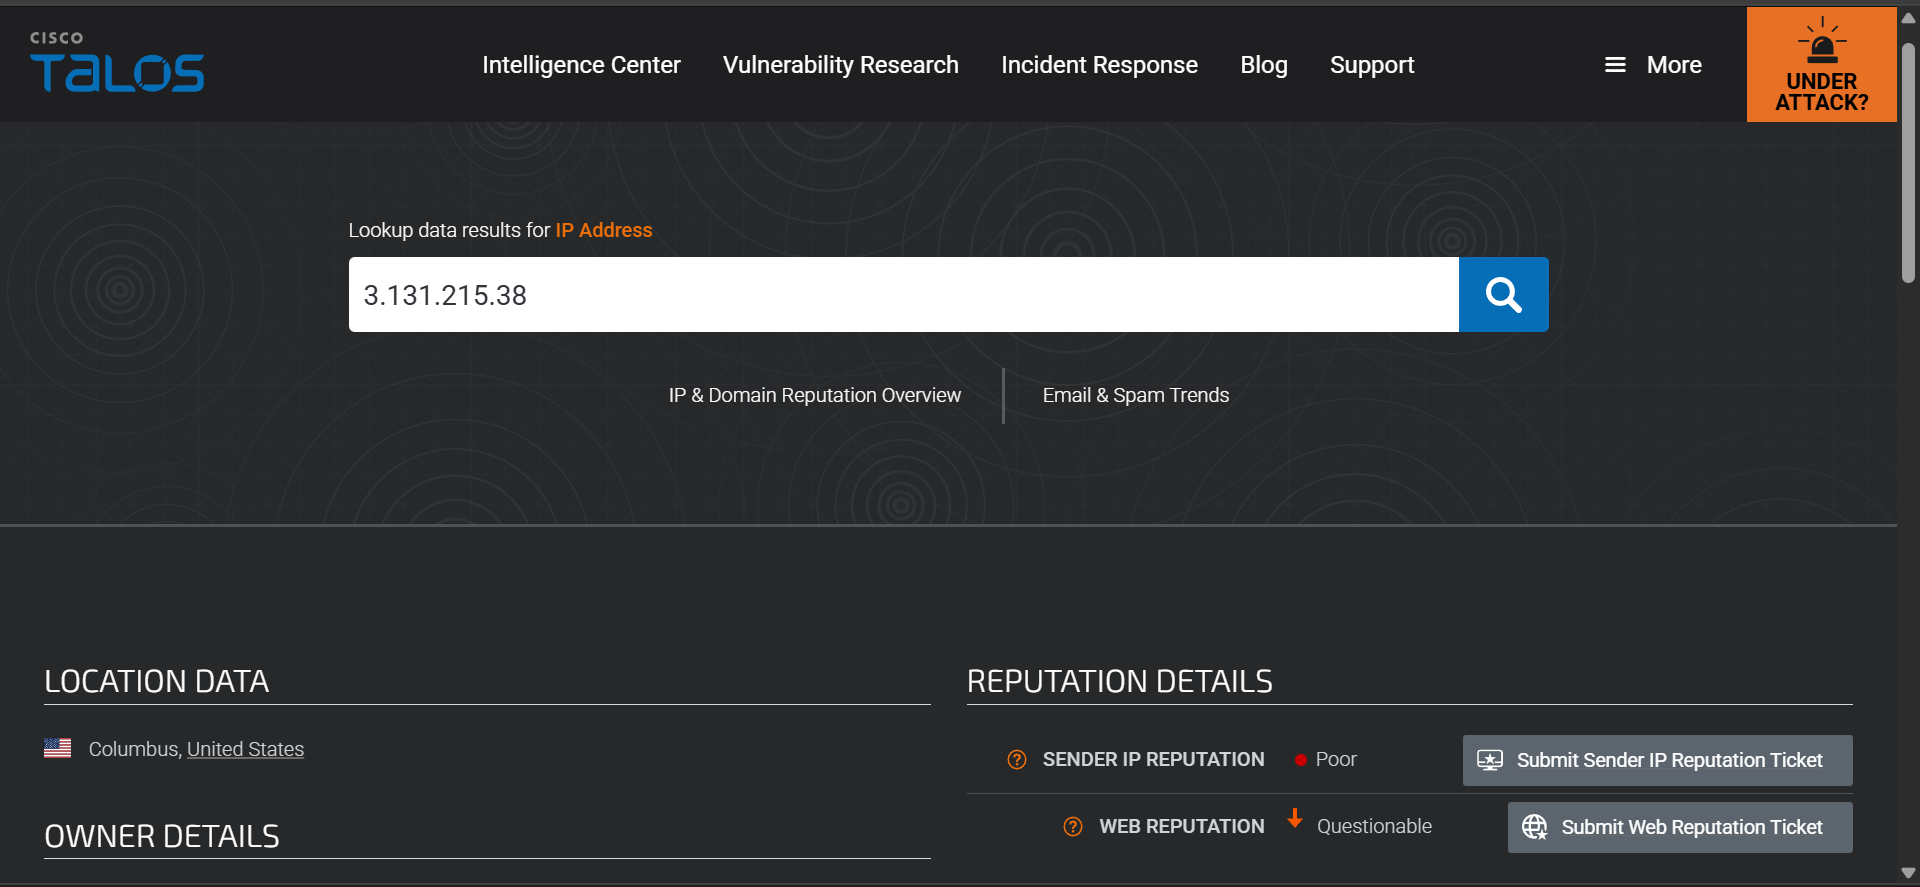 CISCO
TALOS
Intelligence Center
Vulnerability Research
Incident Response
Blog
Support
More
UNDER
ATTACK?
Lookup data results for IP Address
3.131.215.38
IP & Domain Reputation Overview
Email & Spam Trends
LOCATION DATA
Columbus, United States
OWNER DETAILS
REPUTATION DETAILS
? SENDER IP REPUTATION
Poor
Submit Sender IP Reputation Ticket
? WEB REPUTATION
Questionable
Submit Web Reputation Ticket